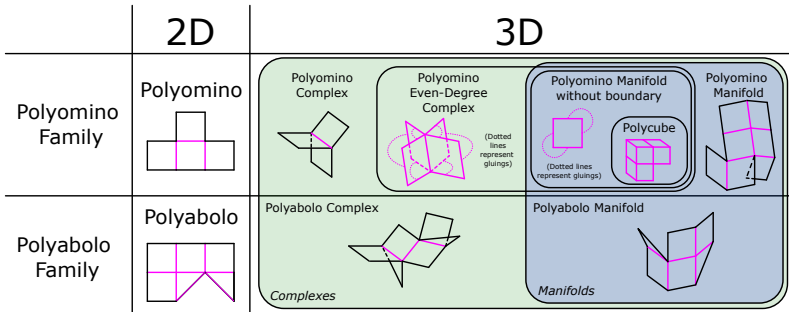 2D
3D
Polyomino
Family
Polyomino
Polyomino
Complex
Polyomino
Even-Degree
Complex
(Dotted
lines
represent
gluings)
Polyomino Manifold
without boundary
(Dotted lines
represent gluings)
Polycube
Polyomino
Manifold
Polyabolo
Family
Polyabolo
Polyabolo Complex
Complexes
Polyabolo Manifold
Manifolds